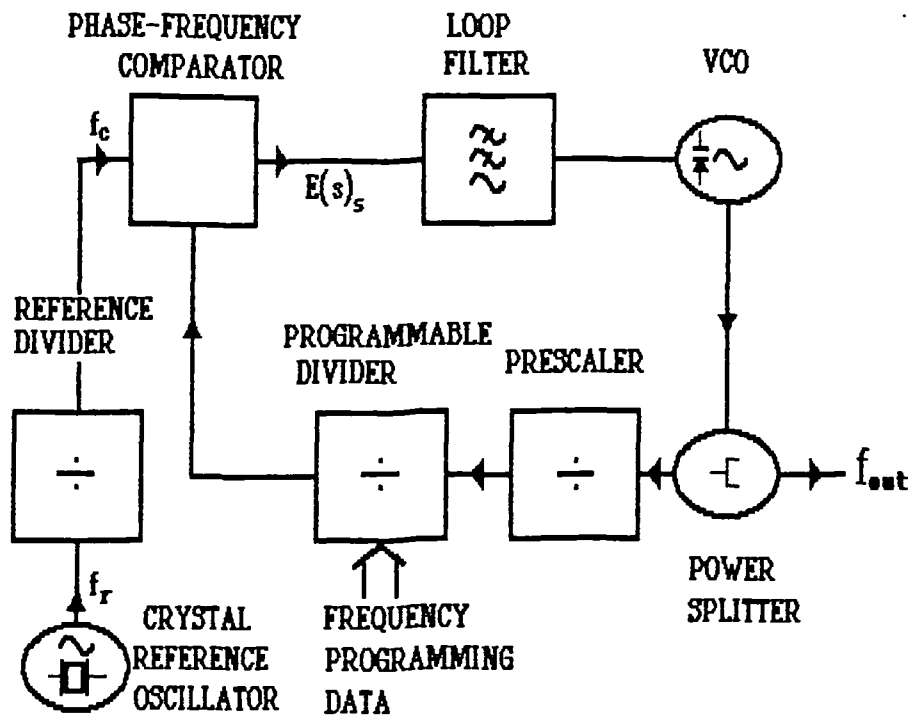 PHASE-FREQUENCY
COMPARATOR
LOOP
FILTER
VCO
f_c
E(s)_s
REFERENCE
DIVIDER
PROGRAMMABLE
DIVIDER
PRESCALER
f_out
f_r
CRYSTAL
REFERENCE
OSCILLATOR
FREQUENCY
PROGRAMMING
DATA
POWER
SPLITTER